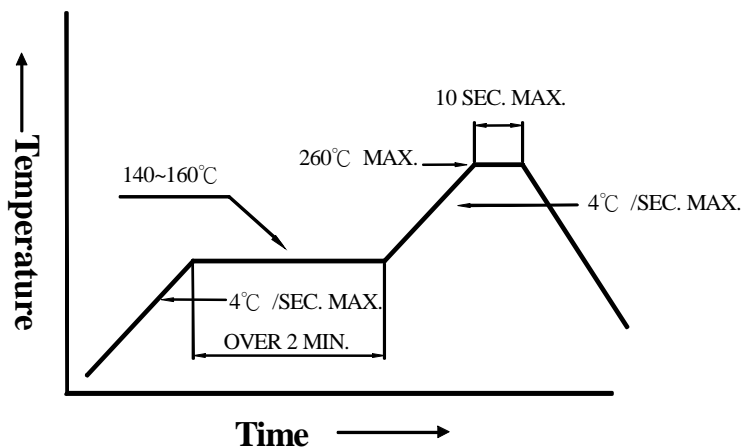 10 SEC. MAX.
260℃ MAX.
140~160℃
4℃ /SEC. MAX.
4℃ /SEC. MAX.
OVER 2 MIN.
Temperature
Time